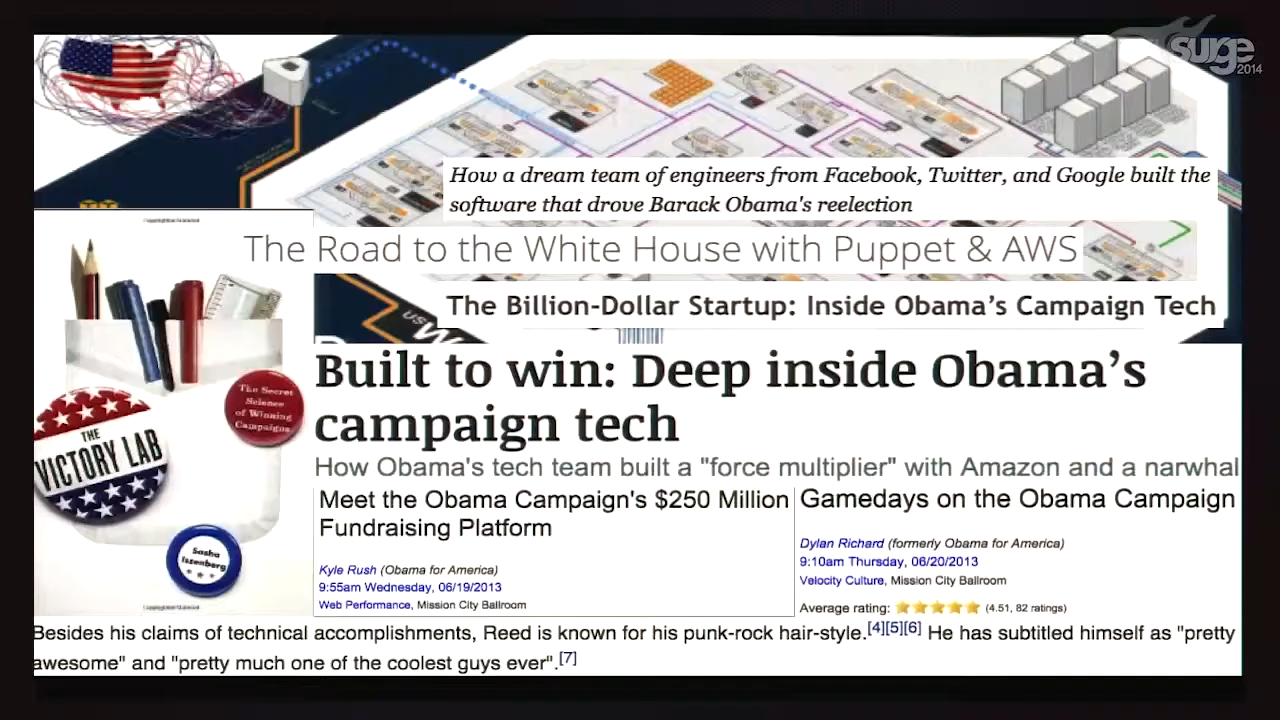 surge
2014
How a dream team of engineers from Facebook, Twitter, and Google built the
software that drove Barack Obama's reelection
The Road to the White House with Puppet & AWS
The Billion-Dollar Startup: Inside Obama's Campaign Tech
Built to win: Deep inside Obama's
campaign tech
How Obama's tech team built a "force multiplier" with Amazon and a narwhal
The Secret
Science
of Winning
Campaigns
THE
VICTORY LAB
Sasha
Issenberg
Meet the Obama Campaign's $250 Million
Fundraising Platform
Kyle Rush (Obama for America)
9:55am Wednesday, 06/19/2013
Web Performance, Mission City Ballroom
Gamedays on the Obama Campaign
Dylan Richard (formerly Obama for America)
9:10am Thursday, 06/20/2013
Velocity Culture, Mission City Ballroom
Average rating: (4.51, 82 ratings)
Besides his claims of technical accomplishments, Reed is known for his punk-rock hair-style.[4][5][6] He has subtitled himself as "pretty
awesome" and "pretty much one of the coolest guys ever".[7]